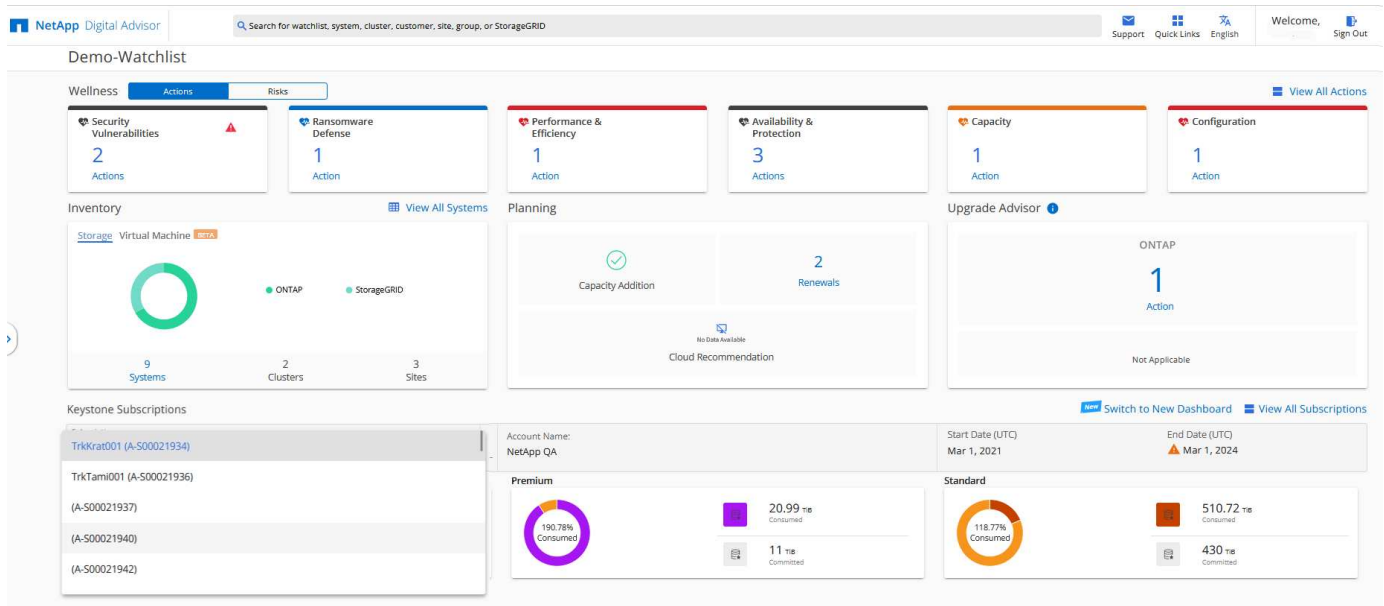 NetApp Digital Advisor
Search for watchlist, system, cluster, customer, site, group, or StorageGRID
Support
Quick Links
English
Welcome,
Sign Out
Demo-Watchlist
Wellness
Actions
Risks
View All Actions
Security
Vulnerabilities
2
Actions
Ransomware
Defense
1
Action
Performance &
Efficiency
1
Action
Availability &
Protection
3
Actions
Capacity
1
Action
Configuration
1
Action
Inventory
View All Systems
Storage Virtual Machine BETA
ONTAP
StorageGRID
9
Systems
2
Clusters
3
Sites
Planning
Capacity Addition
2
Renewals
No Data Available
Cloud Recommendation
Upgrade Advisor
ONTAP
1
Action
Not Applicable
Keystone Subscriptions
New Switch to New Dashboard
View All Subscriptions
TrkKrat001 (A-S00021934)
TrkTami001 (A-S00021936)
(A-S00021937)
(A-S00021940)
(A-S00021942)
Account Name:
NetApp QA
Start Date (UTC)
Mar 1, 2021
End Date (UTC)
Mar 1, 2024
Premium
190.78%
Consumed
20.99 TiB
Consumed
11 TiB
Committed
Standard
118.77%
Consumed
510.72 TiB
Consumed
430 TiB
Committed